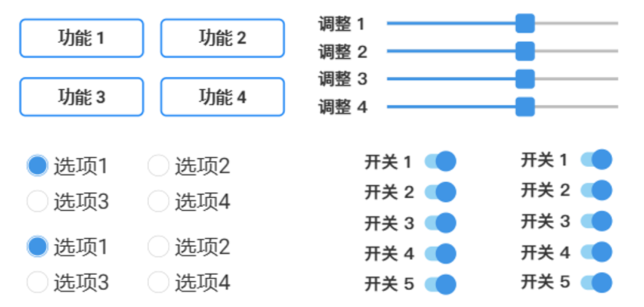 功能 1 功能 2
功能 3 功能 4
调整 1
调整 2
调整 3
调整 4
选项1 选项2
选项3 选项4
选项1 选项2
选项3 选项4
开关 1 开关 1
开关 2 开关 2
开关 3 开关 3
开关 4 开关 4
开关 5 开关 5